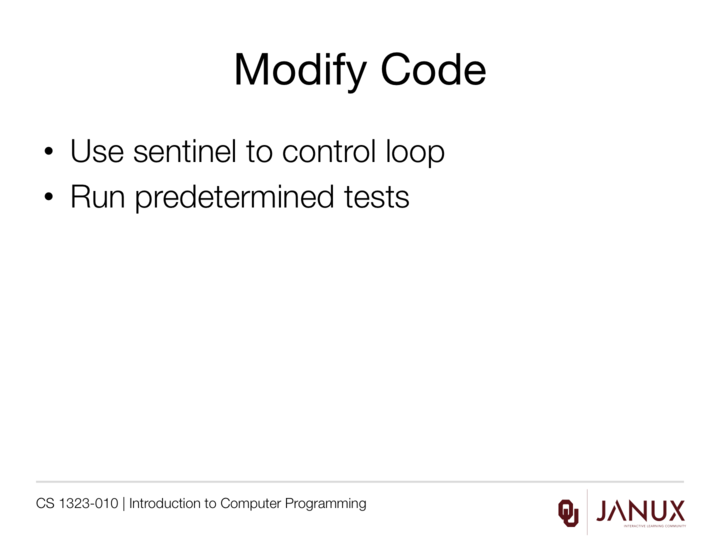 Modify Code
• Use sentinel to control loop
• Run predetermined tests
CS 1323-010 | Introduction to Computer Programming
OU JANUX
INTERACTIVE LEARNING COMMUNITY